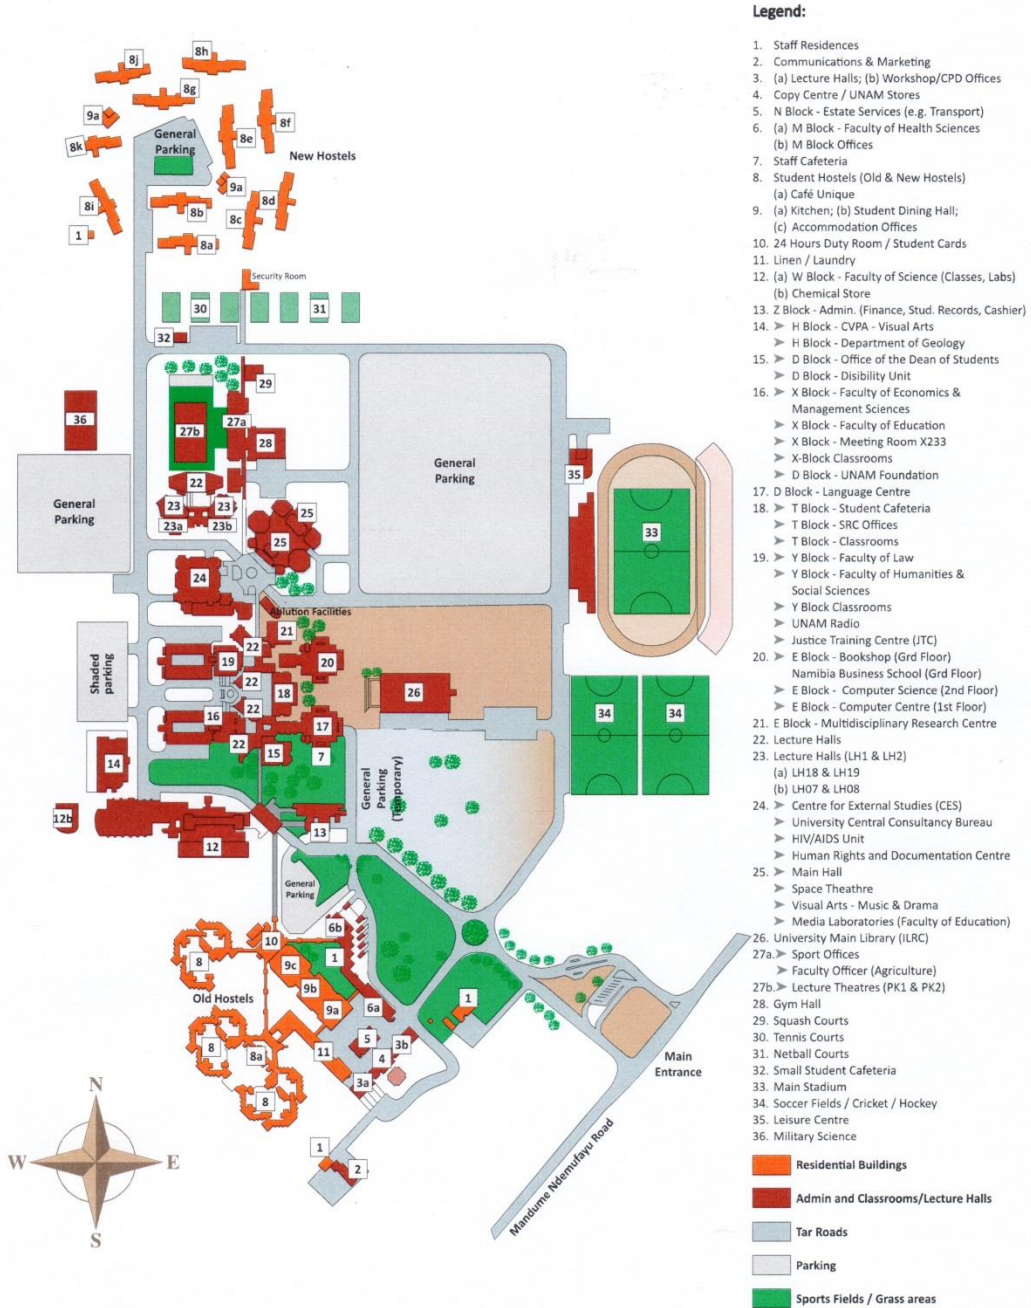 Legend:
1. Staff Residences
2. Communications & Marketing
3. (a) Lecture Halls; (b) Workshop/CPD Offices
4. Copy Centre / UNAM Stores
5. N Block - Estate Services (e.g. Transport)
6. (a) M Block - Faculty of Health Sciences
(b) M Block Offices
7. Staff Cafeteria
8. Student Hostels (Old & New Hostels)
(a) Café Unique
9. (a) Kitchen; (b) Student Dining Hall;
(c) Accommodation Offices
10. 24 Hours Duty Room / Student Cards
11. Linen / Laundry
12. (a) W Block - Faculty of Science (Classes, Labs)
(b) Chemical Store
13. Z Block - Admin. (Finance, Stud. Records, Cashier)
14. ➤ H Block - CVPA - Visual Arts
➤ H Block - Department of Geology
15. ➤ D Block - Office of the Dean of Students
➤ D Block - Disibility Unit
16. ➤ X Block - Faculty of Economics &
Management Sciences
➤ X Block - Faculty of Education
➤ X Block - Meeting Room X233
➤ X-Block Classrooms
➤ D Block - UNAM Foundation
17. D Block - Language Centre
18. ➤ T Block - Student Cafeteria
➤ T Block - SRC Offices
➤ T Block - Classrooms
19. ➤ Y Block - Faculty of Law
➤ Y Block - Faculty of Humanities &
Social Sciences
➤ Y Block Classrooms
➤ UNAM Radio
➤ Justice Training Centre (JTC)
20. ➤ E Block - Bookshop (Grd Floor)
Namibia Business School (Grd Floor)
➤ E Block - Computer Science (2nd Floor)
➤ E Block - Computer Centre (1st Floor)
21. E Block - Multidisciplinary Research Centre
22. Lecture Halls
23. Lecture Halls (LH1 & LH2)
(a) LH18 & LH19
(b) LH07 & LH08
24. ➤ Centre for External Studies (CES)
➤ University Central Consultancy Bureau
➤ HIV/AIDS Unit
➤ Human Rights and Documentation Centre
25. ➤ Main Hall
➤ Space Theathre
➤ Visual Arts - Music & Drama
➤ Media Laboratories (Faculty of Education)
26. University Main Library (ILRC)
27a.➤ Sport Offices
➤ Faculty Officer (Agriculture)
27b.➤ Lecture Theatres (PK1 & PK2)
28. Gym Hall
29. Squash Courts
30. Tennis Courts
31. Netball Courts
32. Small Student Cafeteria
33. Main Stadium
34. Soccer Fields / Cricket / Hockey
35. Leisure Centre
36. Military Science
Residential Buildings
Admin and Classrooms/Lecture Halls
Tar Roads
Parking
Sports Fields / Grass areas
8h
8j
8g
9a
8f
General
Parking
8e
8k
New Hostels
9a
8d
8i
8b
8c
1
8a
Security Room
30
31
32
29
36
27a
27b
28
General
Parking
35
22
General
Parking
23
23
25
23a
23b
33
25
24
Ablution Facilities
21
22
19
20
Shaded
parking
22
18
26
22
16
17
34
34
22
15
7
14
General
Parking
(Temporary)
12b
13
12
General
Parking
6b
10
8
9c
1
Old Hostels
9b
9a
6a
1
8
8a
11
5
3b
4
8
3a
Main
Entrance
1
2
Mandume Ndemufayu Road
N
W
E
S